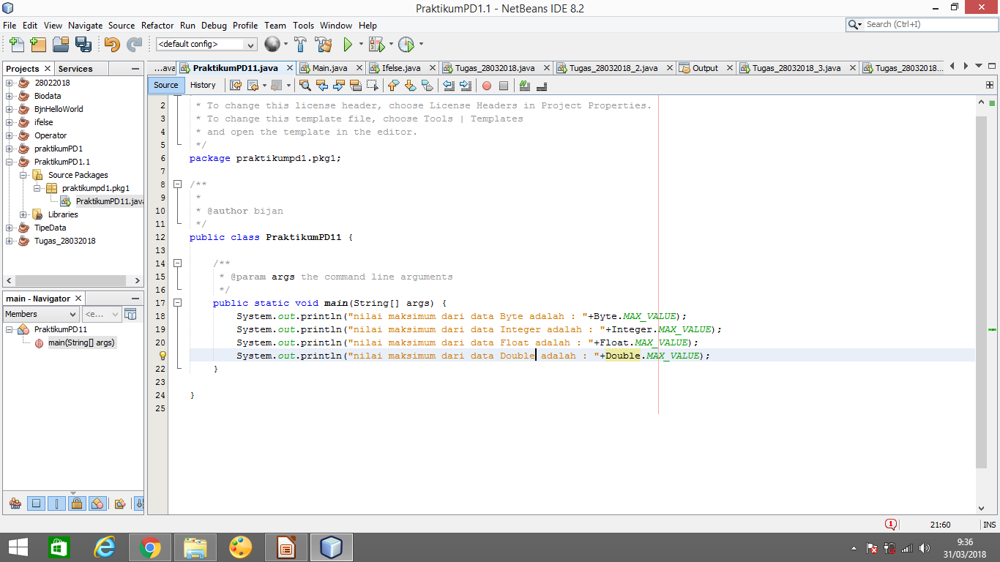 PraktikumPD1.1 - NetBeans IDE 8.2
File Edit View Navigate Source Refactor Run Debug Profile Team Tools Window Help
Search (Ctrl+I)
<default config>
Projects Services
28022018
Biodata
BjnHelloWorld
ifelse
Operator
praktikumPD1
PraktikumPD1.1
Source Packages
praktikumpd1.pkg1
PraktikumPD11.java
Libraries
TipeData
Tugas_28032018
main - Navigator
Members <e...
PraktikumPD11
main(String[] args)
...ava PraktikumPD11.java Main.java Ifelse.java Tugas_28032018.java Tugas_28032018_2.java Output Tugas_28032018_3.java Tugas_28032018...
Source History
2 * To change this license header, choose License Headers in Project Properties.
3 * To change this template file, choose Tools | Templates
4 * and open the template in the editor.
5 */
6 package praktikumpd1.pkg1;
7
8 /**
9 *
10 * @author bijan
11 */
12 public class PraktikumPD11 {
13
14 /**
15 * @param args the command line arguments
16 */
17 public static void main(String[] args) {
18 System.out.println("nilai maksimum dari data Byte adalah : "+Byte.MAX_VALUE);
19 System.out.println("nilai maksimum dari data Integer adalah : "+Integer.MAX_VALUE);
20 System.out.println("nilai maksimum dari data Float adalah : "+Float.MAX_VALUE);
System.out.println("nilai maksimum dari data Double adalah : "+Double.MAX_VALUE);
22 }
23
24 }
25
1 21:60 INS
9:36
31/03/2018